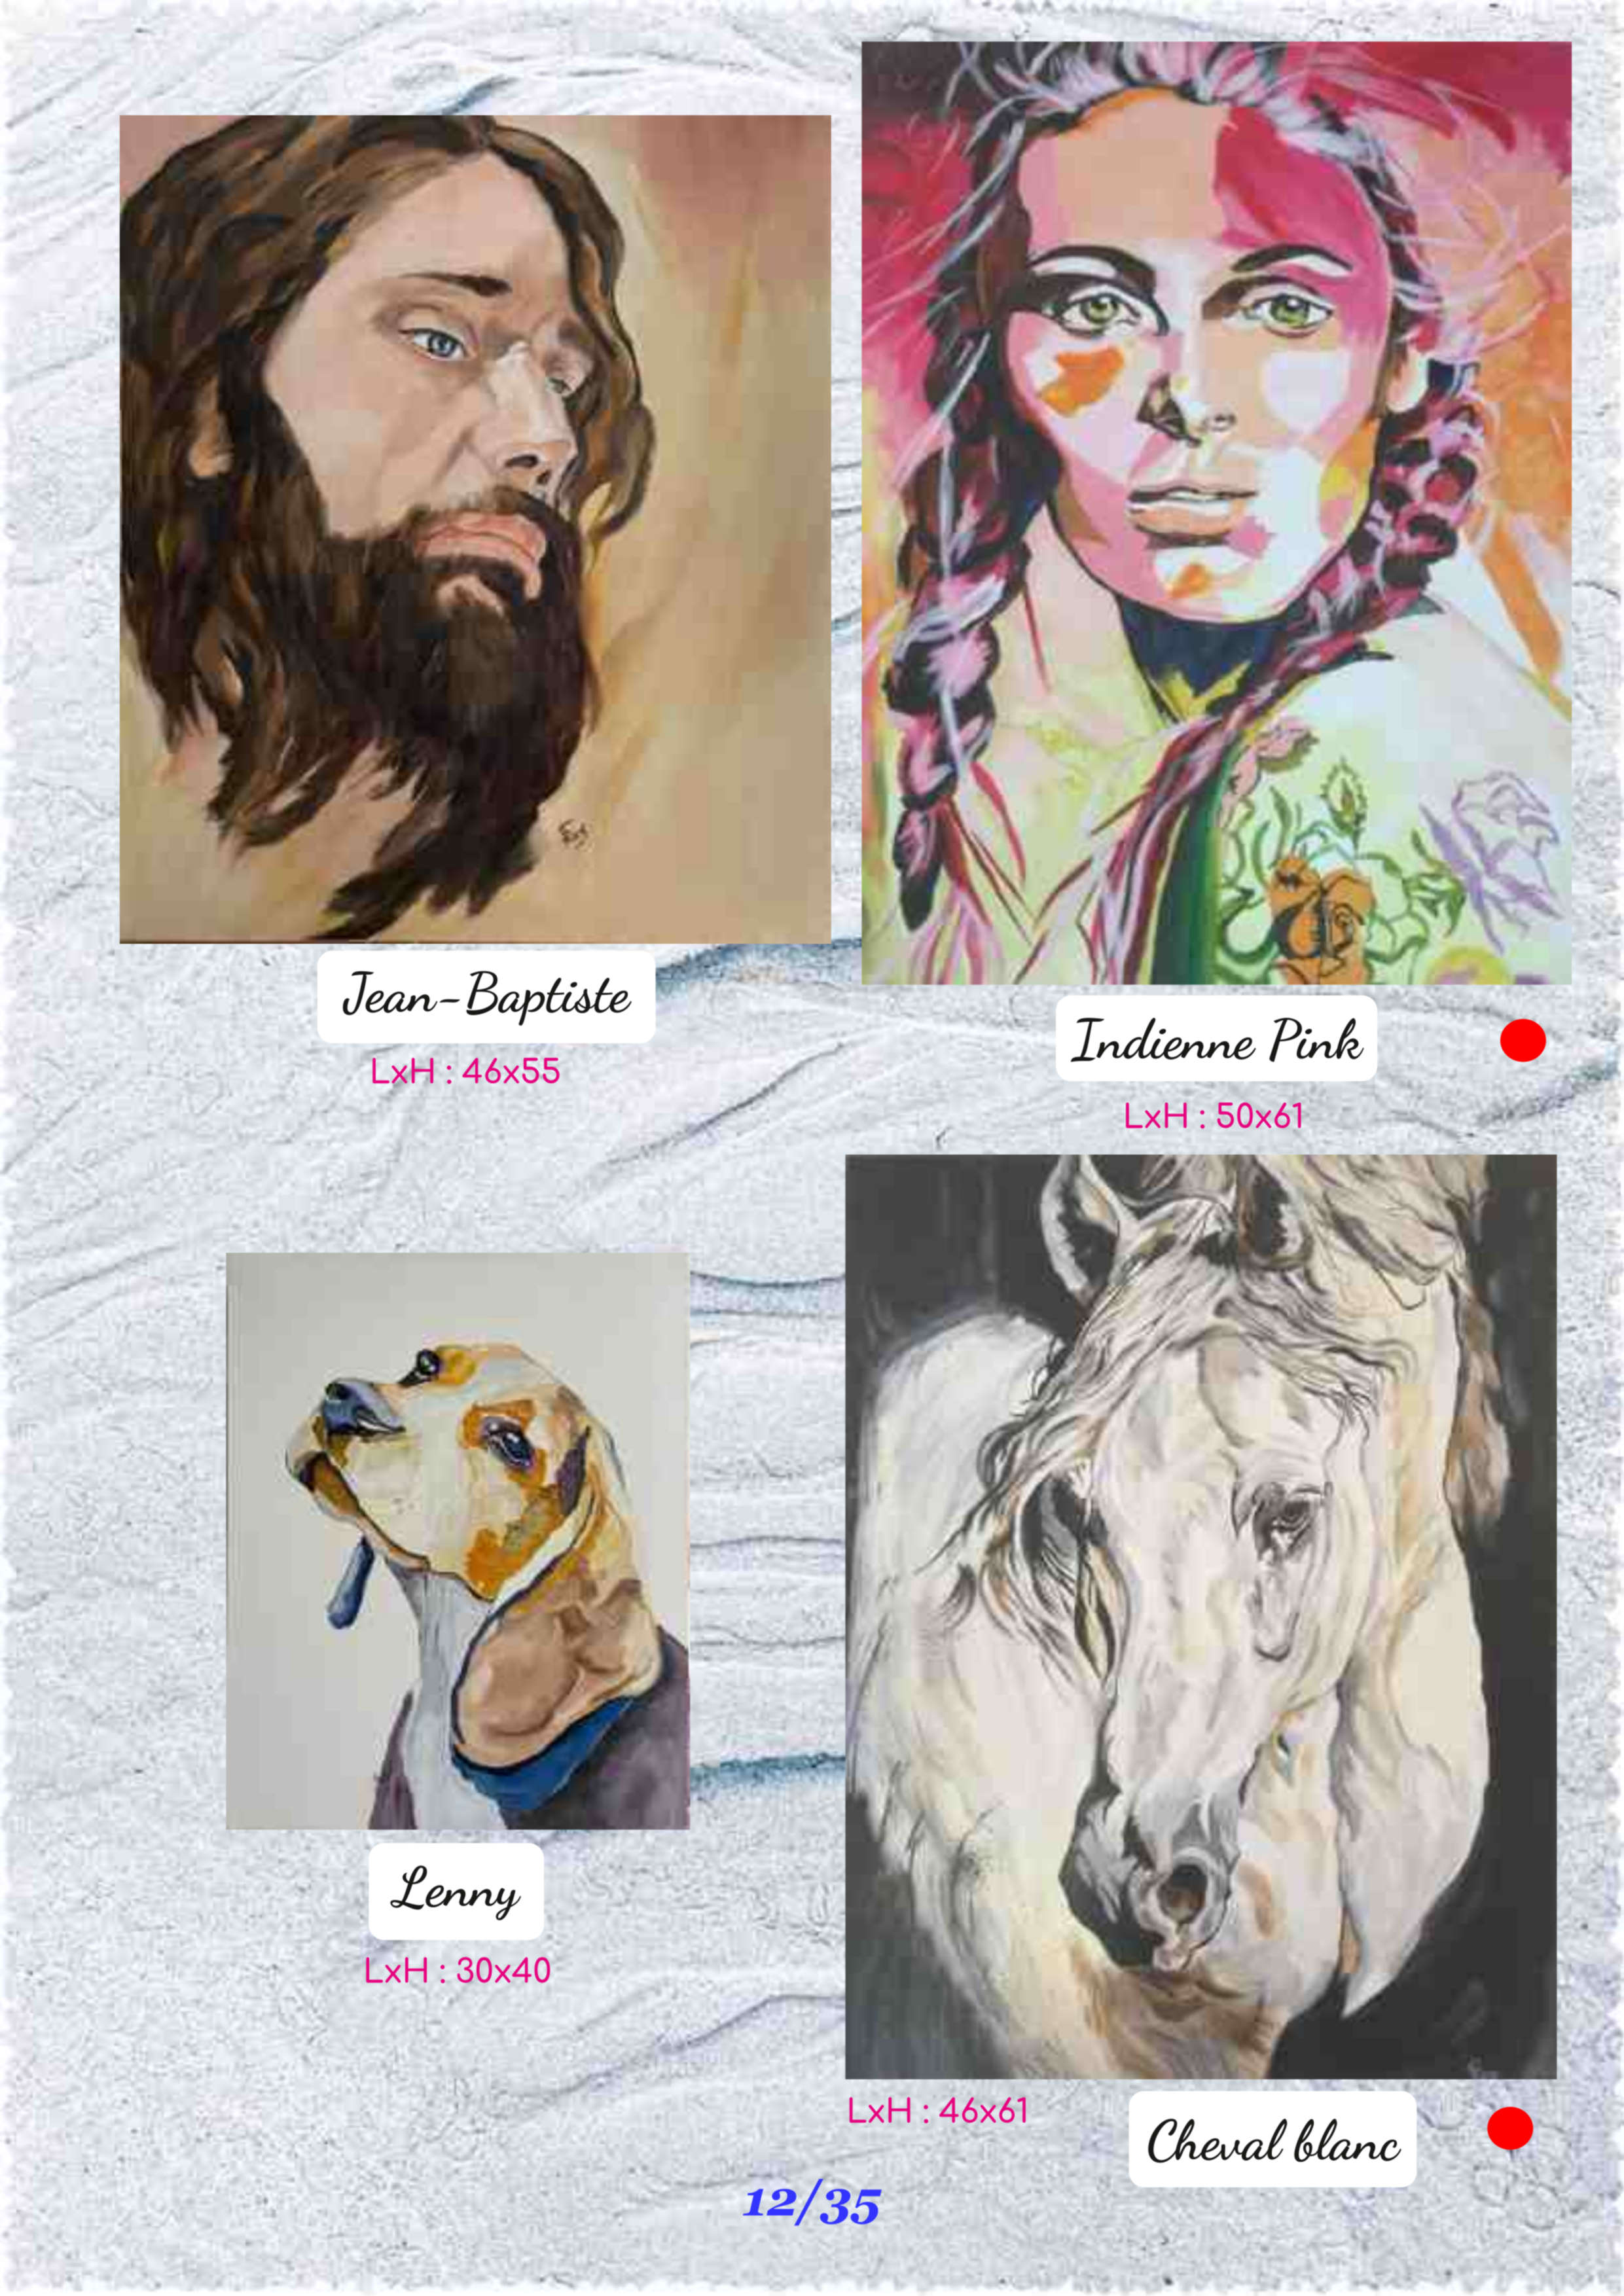 Jean-Baptiste
LxH : 46x55
Indienne Pink
LxH : 50x61
Lenny
LxH : 30x40
LxH : 46x61
Cheval blanc
12/35